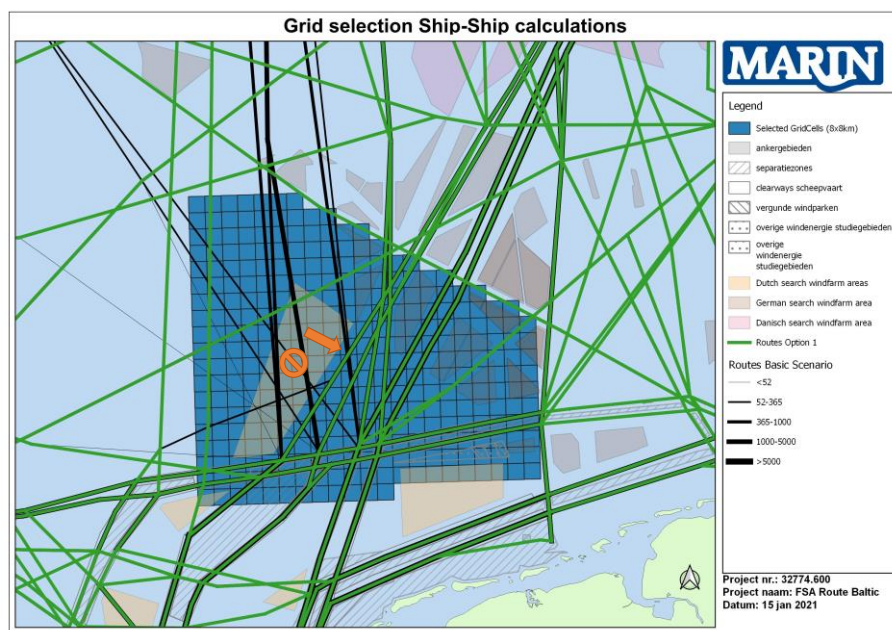 Grid selection Ship-Ship calculations
MARIN
Legend
Selected GridCells (8x8km)
ankergebieden
separatiezones
clearways scheepvaart
vergunde windparken
overige windenergie studiegebieden
overige
windenergie
studiegebieden
Dutch search windfarm areas
German search windfarm area
Danisch search windfarm area
Routes Option 1
Routes Basic Scenario
<52
52-365
365-1000
1000-5000
>5000
Project nr.: 32774.600
Project naam: FSA Route Baltic
Datum: 15 jan 2021